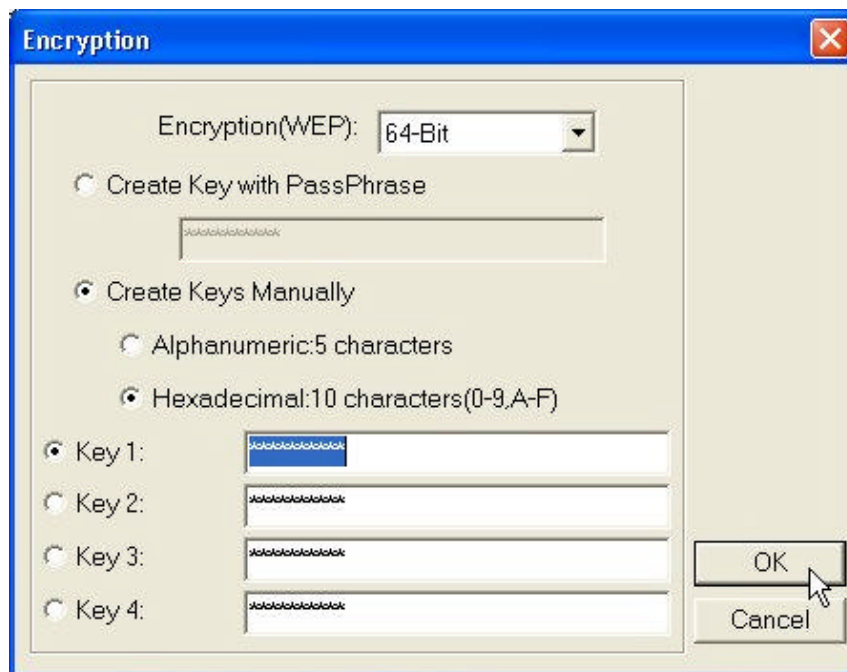 Encryption
Encryption(WEP): 64-Bit
Create Key with PassPhrase
***********
Create Keys Manually
Alphanumeric:5 characters
Hexadecimal:10 characters(0-9,A-F)
Key 1: ***********
Key 2: ***********
Key 3: ***********
Key 4: ***********
OK
Cancel